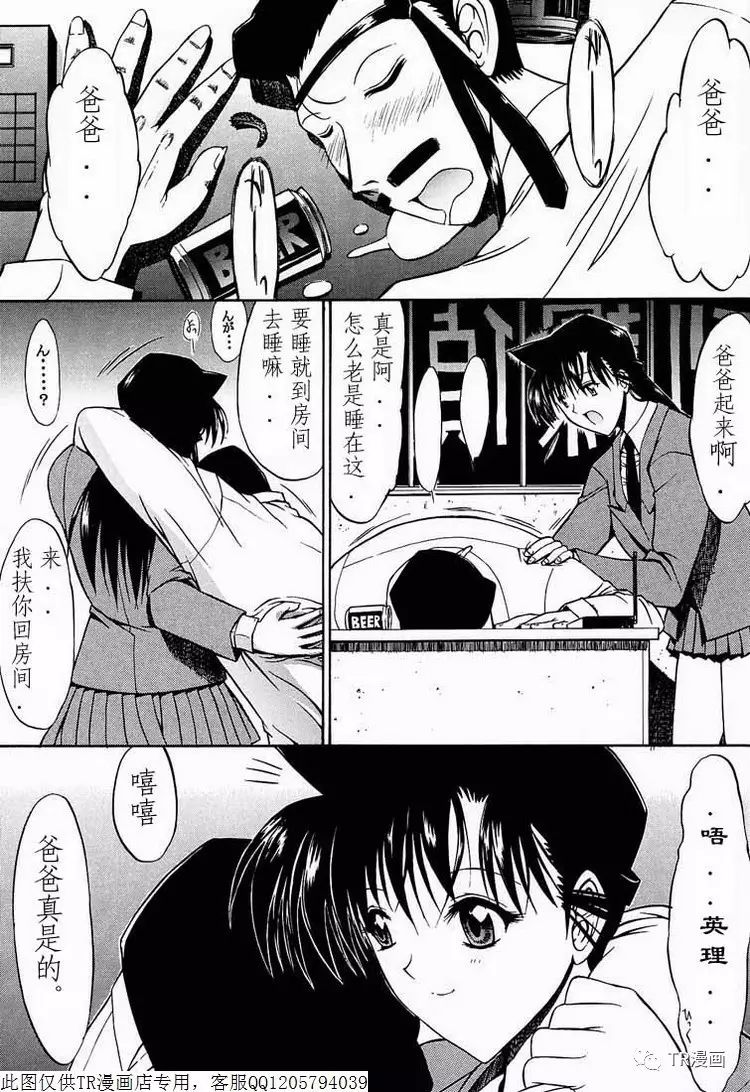 爸爸．．
爸爸．．
BEER
爸爸起来啊．．
真是阿．．．
怎么老是睡在这．
BEER
要睡就到房间
去睡嘛．．
んが…
ん……?
来．．．
我扶你回房间．
．唔．．．英理．．
ひっく
嘻嘻
爸爸真是的。
TR漫画
此图仅供TR漫画店专用，客服QQ1205794039